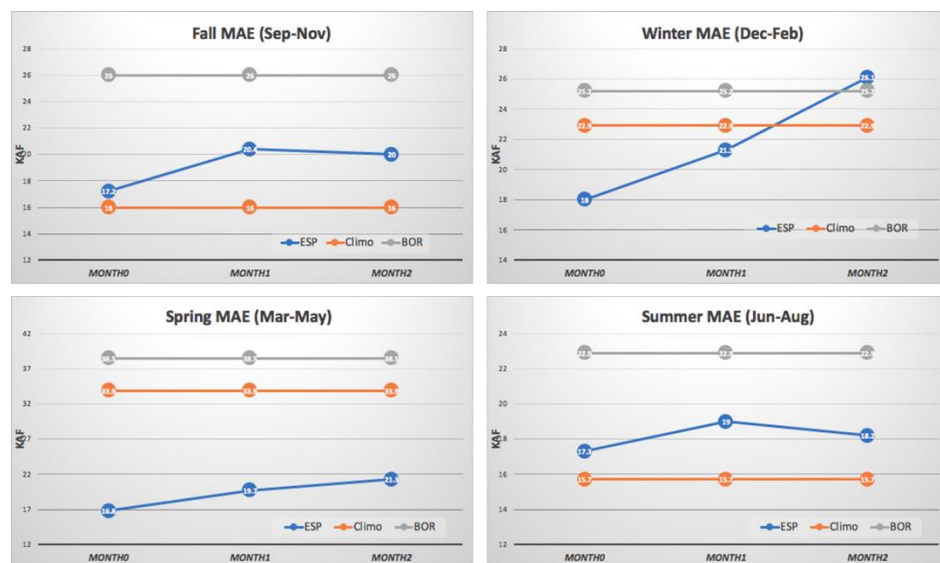 Fall MAE (Sep-Nov)
28
26
24
22
20
18
16
14
12
KAF
26 26 26
17.2 20.4 20
16 16 16
ESP Climo BOR
MONTH0 MONTH1 MONTH2
Winter MAE (Dec-Feb)
28
26
24
22
20
18
16
14
KAF
25.2 25.2 25.2
22.9 22.9 22.9
18 21.3 26.1
ESP Climo BOR
MONTH0 MONTH1 MONTH2
Spring MAE (Mar-May)
42
37
32
27
22
17
12
KAF
38.5 38.5 38.5
33.9 33.9 33.9
16.8 19.7 21.3
ESP Climo BOR
MONTH0 MONTH1 MONTH2
Summer MAE (Jun-Aug)
24
22
20
18
16
14
12
KAF
22.9 22.9 22.9
17.3 19 18.2
15.7 15.7 15.7
ESP Climo BOR
MONTH0 MONTH1 MONTH2